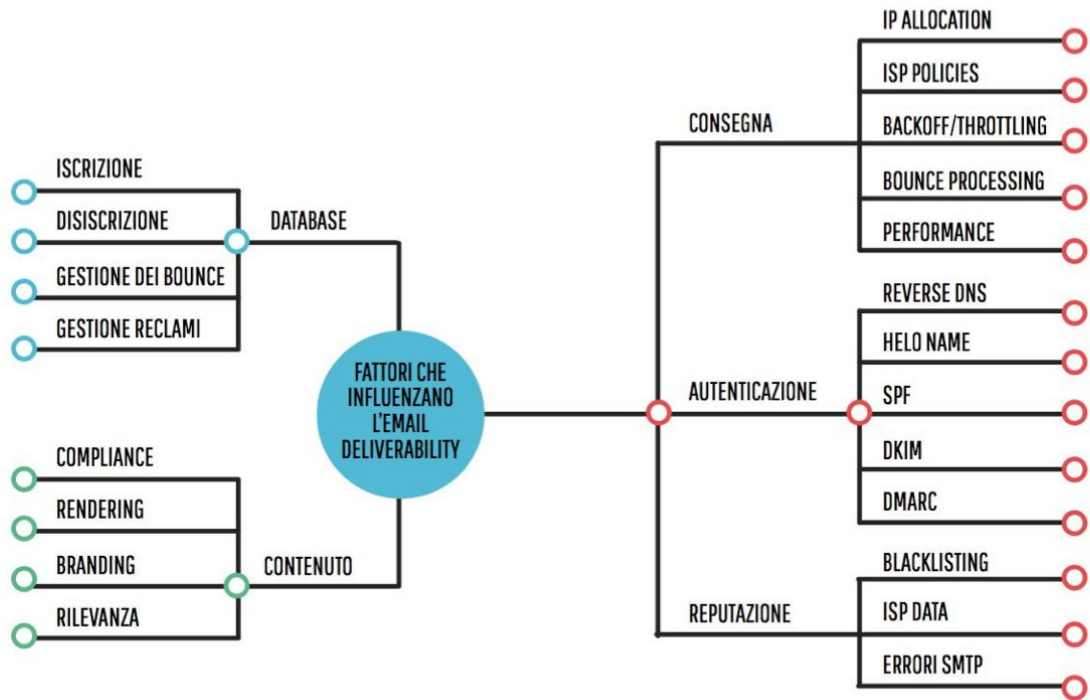 ISCRIZIONE
DISISCRIZIONE
GESTIONE DEI BOUNCE
GESTIONE RECLAMI
DATABASE
COMPLIANCE
RENDERING
BRANDING
RILEVANZA
CONTENUTO
FATTORI CHE
INFLUENZANO
L'EMAIL
DELIVERABILITY
CONSEGNA
IP ALLOCATION
ISP POLICIES
BACKOFF/THROTTLING
BOUNCE PROCESSING
PERFORMANCE
AUTENTICAZIONE
REVERSE DNS
HELO NAME
SPF
DKIM
DMARC
REPUTAZIONE
BLACKLISTING
ISP DATA
ERRORI SMTP